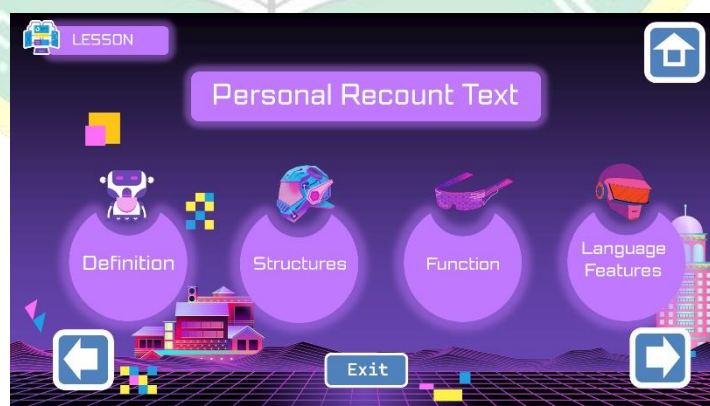 LESSON
Personal Recount Text
Definition
Structures
Function
Language
Features
Exit